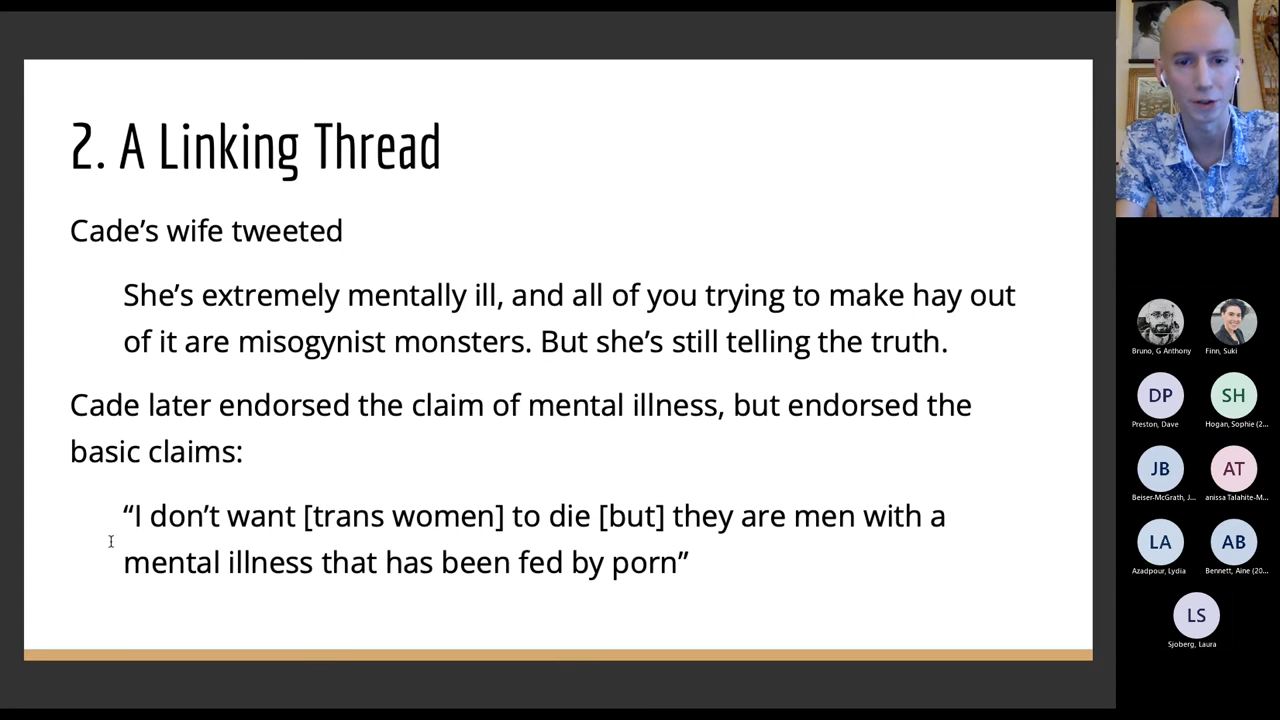 2. A Linking Thread
Cade’s wife tweeted
She’s extremely mentally ill, and all of you trying to make hay out
of it are misogynist monsters. But she’s still telling the truth.
Cade later endorsed the claim of mental illness, but endorsed the
basic claims:
“I don’t want [trans women] to die [but] they are men with a
mental illness that has been fed by porn”
Bruno, G Anthony
Finn, Suki
DP
SH
Preston, Dave
Hogan, Sophie (2...
JB
AT
Beiser-McGrath, J...
anissa Talahite-M...
LA
AB
Azadpour, Lydia
Bennett, Aine (20...
LS
Sjoberg, Laura